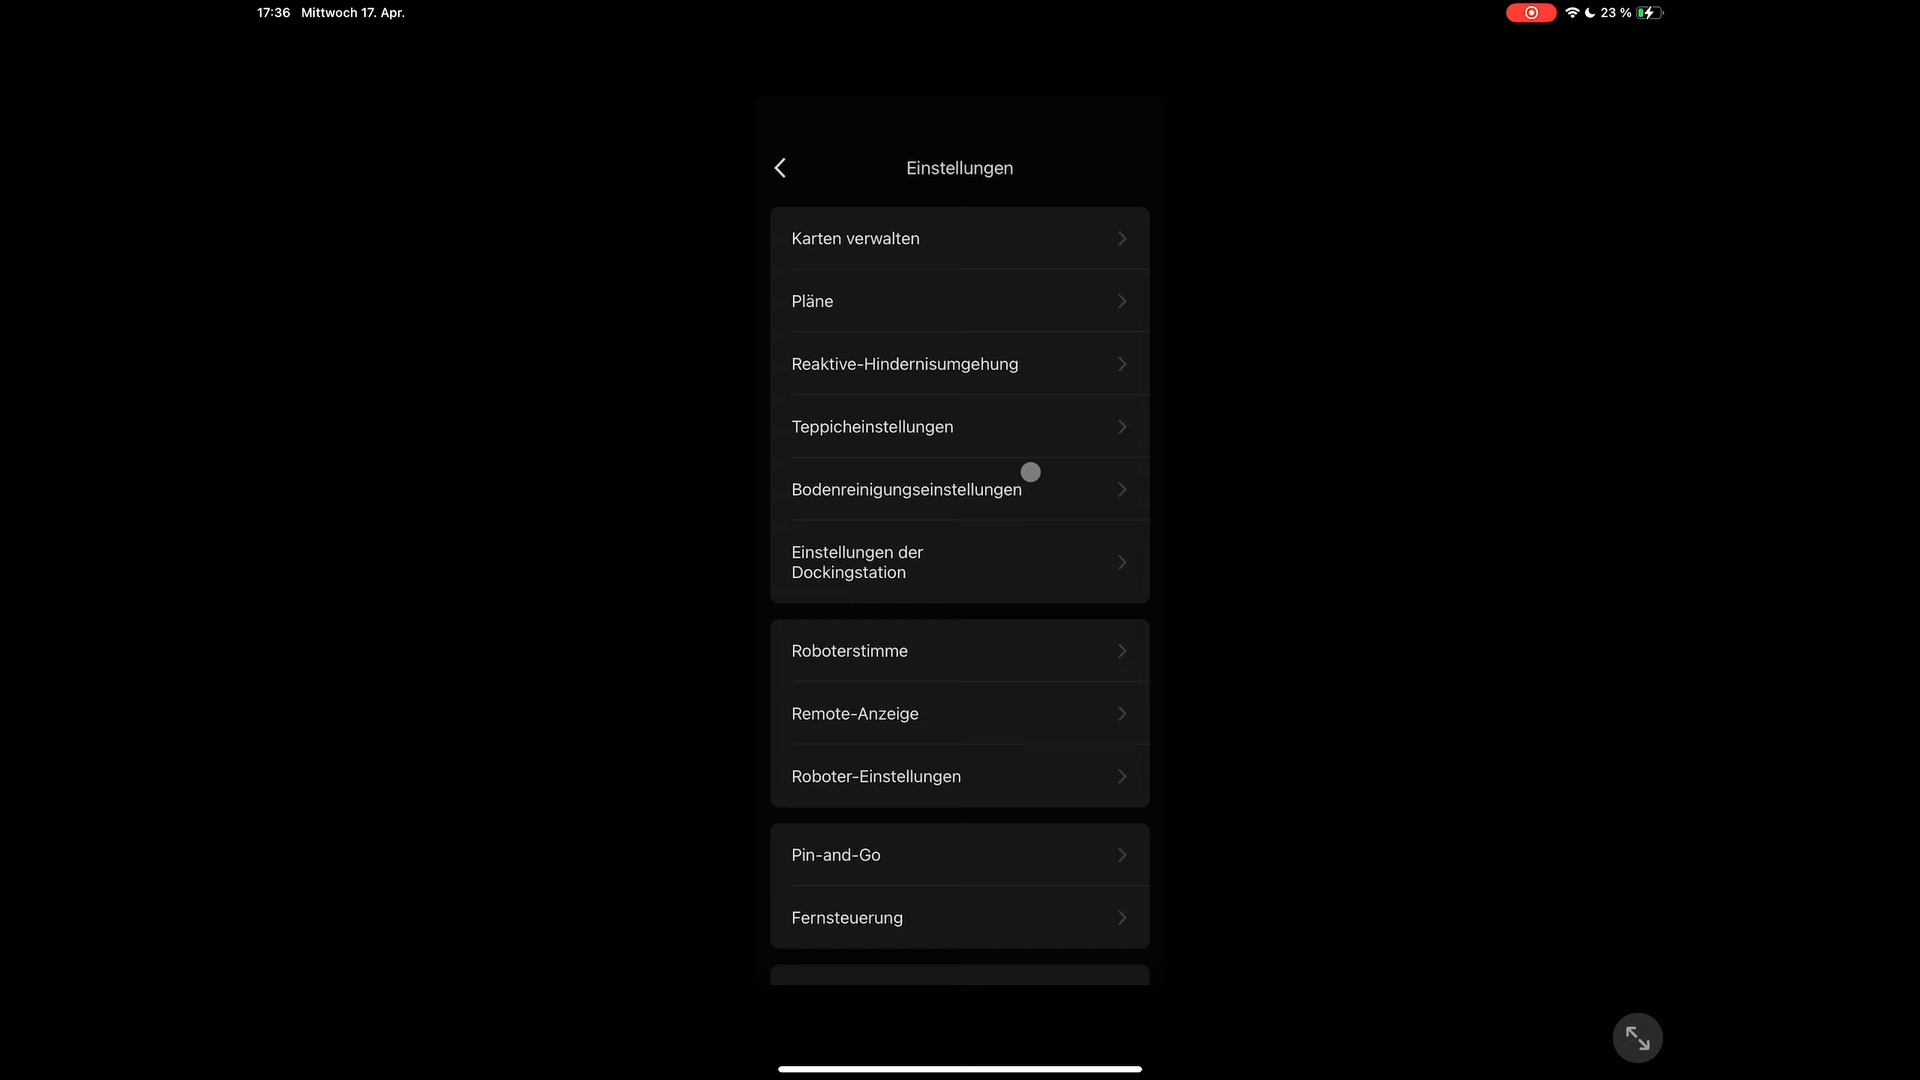 17:36 Mittwoch 17. Apr.
23 %
Einstellungen
Karten verwalten
Pläne
Reaktive-Hindernisumgehung
Teppicheinstellungen
Bodenreinigungseinstellungen
Einstellungen der
Dockingstation
Roboterstimme
Remote-Anzeige
Roboter-Einstellungen
Pin-and-Go
Fernsteuerung